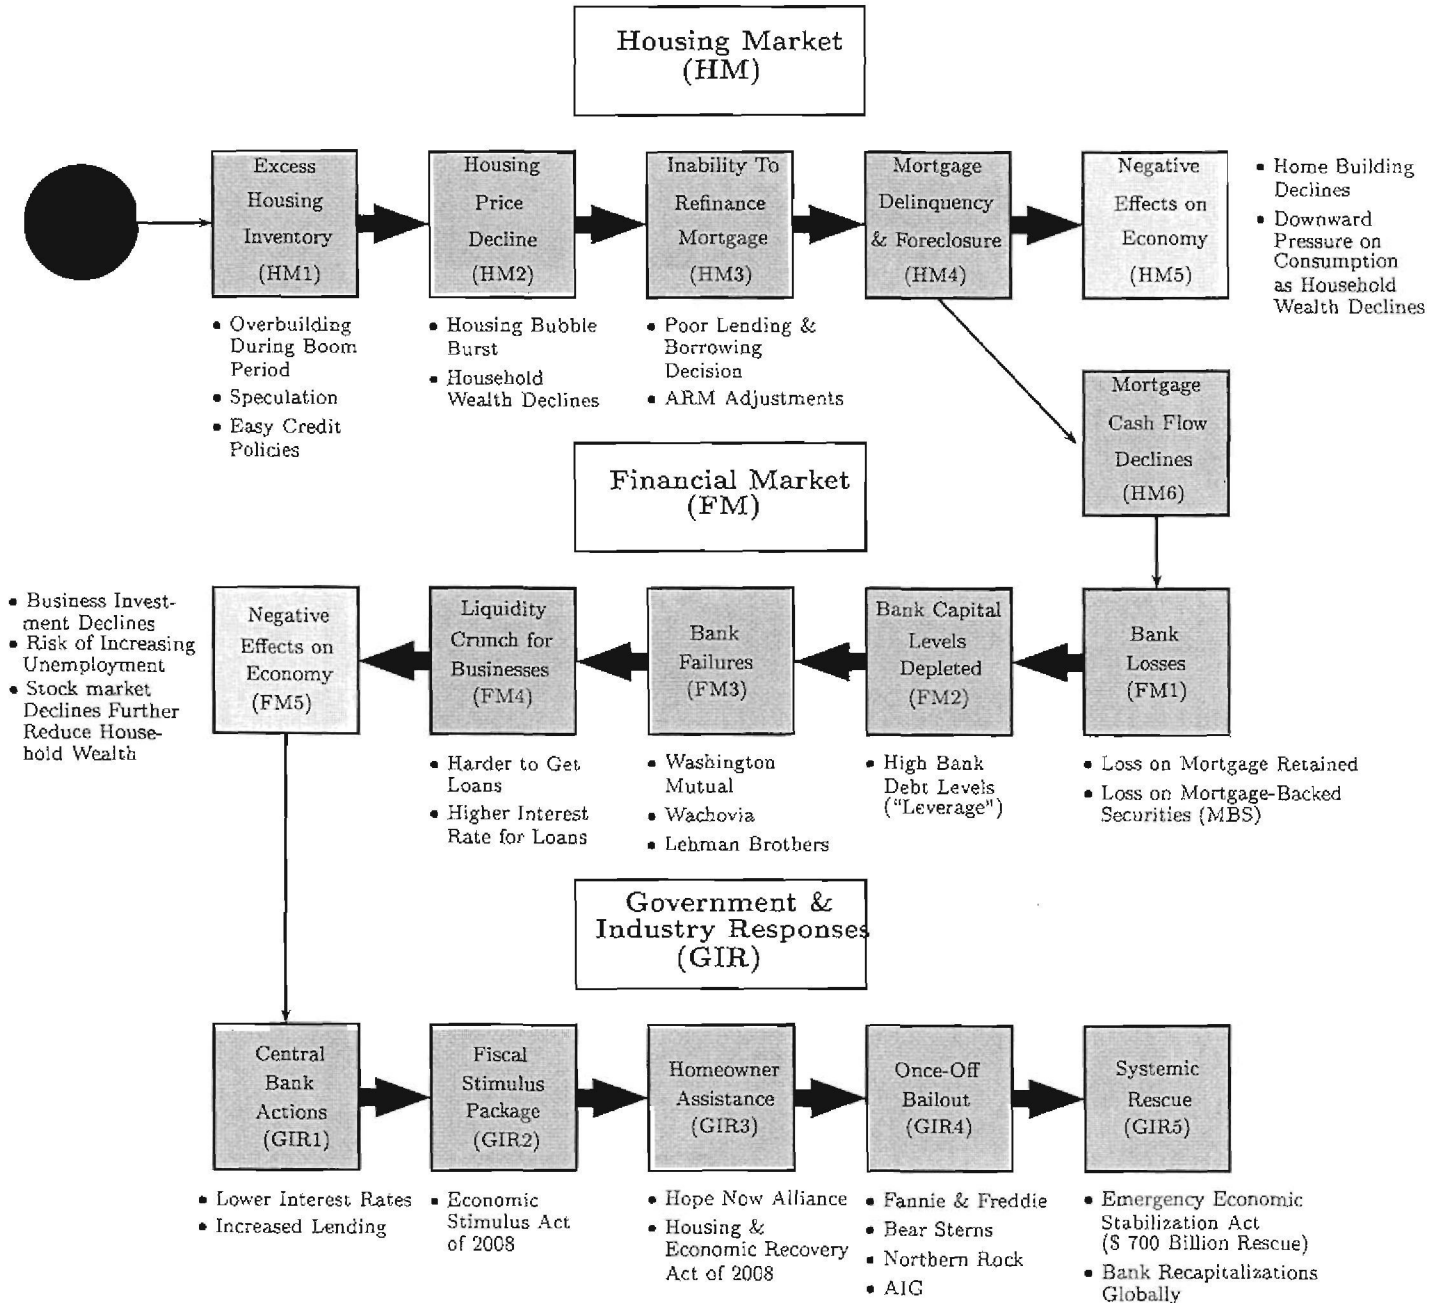 Housing Market
(HM)
Excess
Housing
Inventory
(HM1)
Housing
Price
Decline
(HM2)
Inability To
Refinance
Mortgage
(HM3)
Mortgage
Delinquency
& Foreclosure
(HM4)
Negative
Effects on
Economy
(HM5)
• Home Building
Declines
• Downward
Pressure on
Consumption
as Household
Wealth Declines
• Overbuilding
During Boom
Period
• Speculation
• Easy Credit
Policies
• Housing Bubble
Burst
• Household
Wealth Declines
• Poor Lending &
Borrowing
Decision
• ARM Adjustments
Mortgage
Cash Flow
Declines
(HM6)
Financial Market
(FM)
• Business Invest-
ment Declines
• Risk of Increasing
Unemployment
• Stock market
Declines Further
Reduce House-
hold Wealth
Negative
Effects on
Economy
(FM5)
Liquidity
Crunch for
Businesses
(FM4)
Bank
Failures
(FM3)
Bank Capital
Levels
Depleted
(FM2)
Bank
Losses
(FM1)
• Harder to Get
Loans
• Higher Interest
Rate for Loans
• Washington
Mutual
• Wachovia
• Lehman Brothers
• High Bank
Debt Levels
("Leverage")
• Loss on Mortgage Retained
• Loss on Mortgage-Backed
Securities (MBS)
Government &
Industry Responses
(GIR)
Central
Bank
Actions
(GIR1)
Fiscal
Stimulus
Package
(GIR2)
Homeowner
Assistance
(GIR3)
Once-Off
Bailout
(GIR4)
Systemic
Rescue
(GIR5)
• Lower Interest Rates
• Increased Lending
• Economic
Stimulus Act
of 2008
• Hope Now Alliance
• Housing &
Economic Recovery
Act of 2008
• Fannie & Freddie
• Bear Sterns
• Northern Rock
• AIG
• Emergency Economic
Stabilization Act
($ 700 Billion Rescue)
• Bank Recapitalizations
Globally